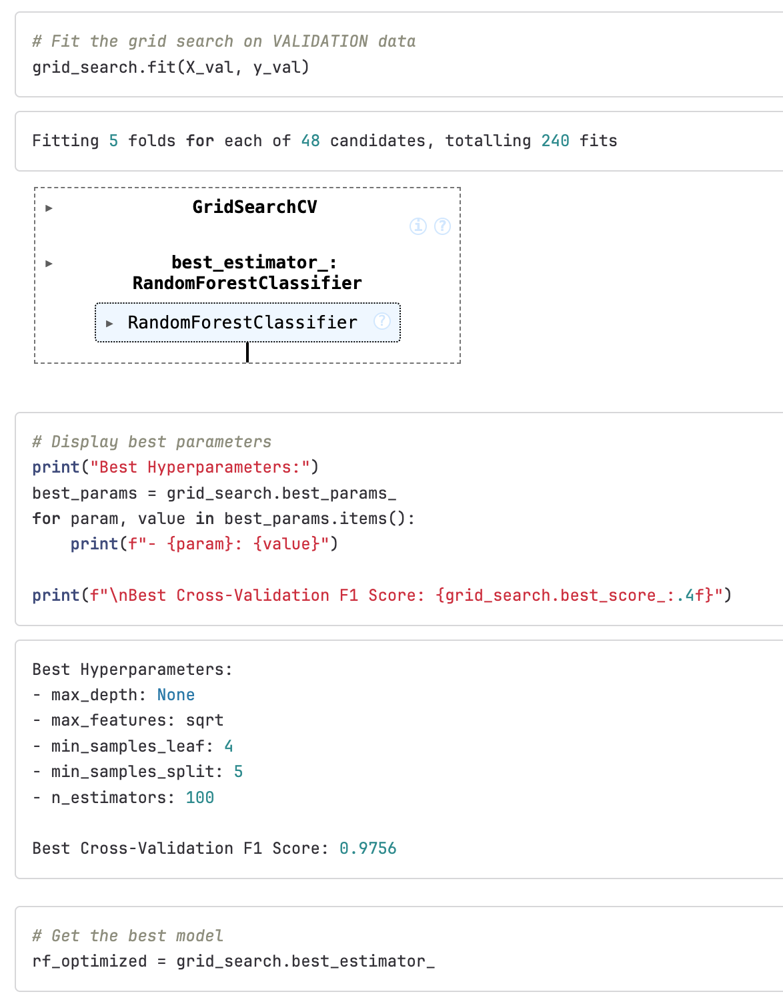 # Fit the grid search on VALIDATION data
grid_search.fit(X_val, y_val)
Fitting 5 folds for each of 48 candidates, totalling 240 fits
▸ GridSearchCV
i ?
▸ best_estimator_:
RandomForestClassifier
▸ RandomForestClassifier ?
# Display best parameters
print("Best Hyperparameters:")
best_params = grid_search.best_params_
for param, value in best_params.items():
    print(f"- {param}: {value}")
print(f"\nBest Cross-Validation F1 Score: {grid_search.best_score_:.4f}")
Best Hyperparameters:
- max_depth: None
- max_features: sqrt
- min_samples_leaf: 4
- min_samples_split: 5
- n_estimators: 100
Best Cross-Validation F1 Score: 0.9756
# Get the best model
rf_optimized = grid_search.best_estimator_